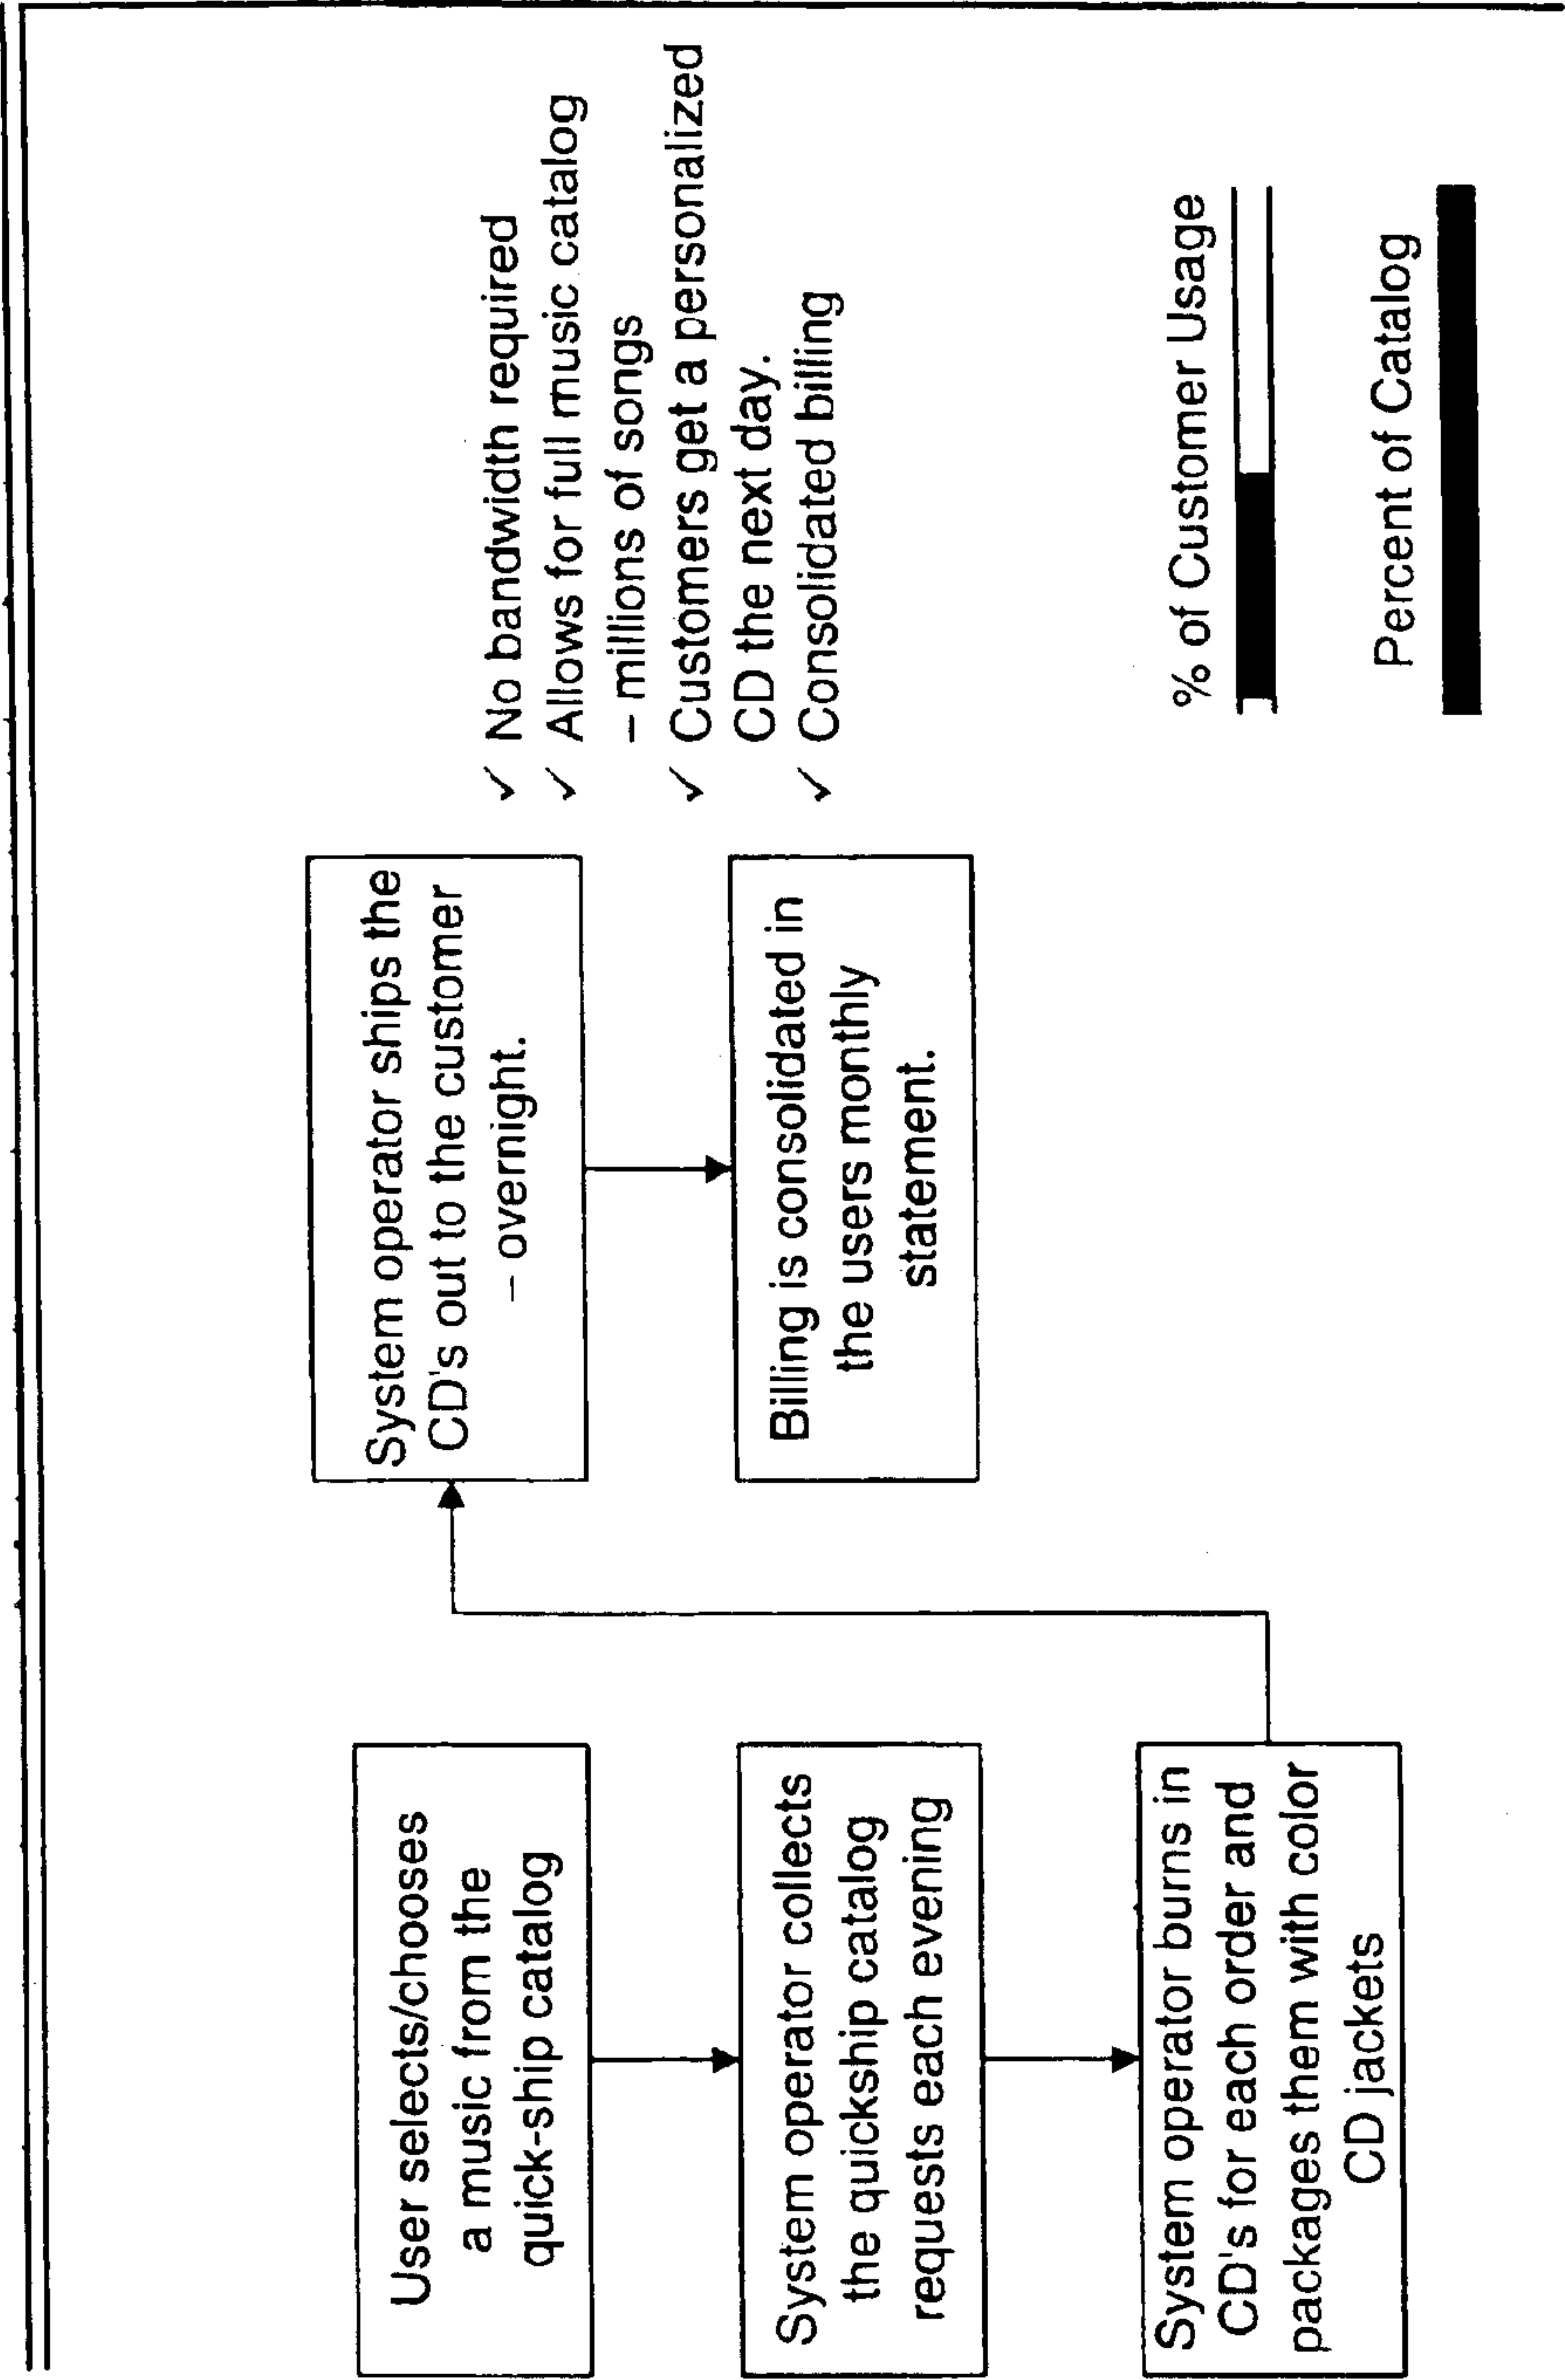 User selects/chooses
a music from the
quick-ship catalog
System operator collects
the quickship catalog
requests each evening
System operator burns in
CD's for each order and
packages them with color
CD jackets
System operator ships the
CD's out to the customer
– overnight.
Billing is consolidated in
the users monthly
statement.
✓ No bandwidth required
✓ Allows for full music catalog
– millions of songs
✓ Customers get a personalized
CD the next day.
✓ Consolidated billing
% of Customer Usage
Percent of Catalog